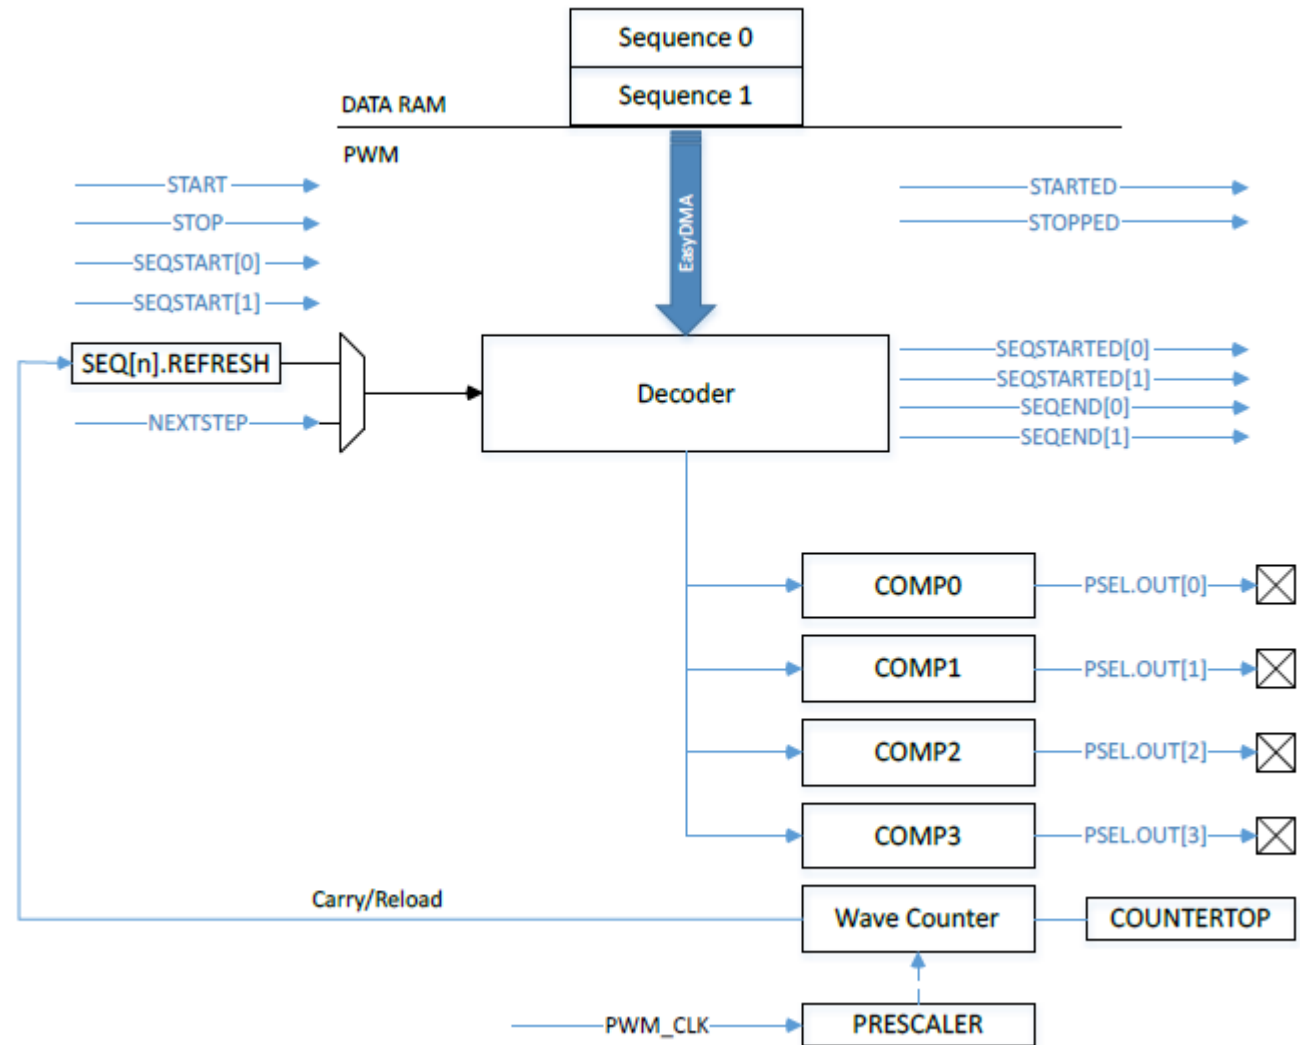 Sequence 0
Sequence 1
DATA RAM
PWM
EasyDMA
START
STOP
SEQSTART[0]
SEQSTART[1]
STARTED
STOPPED
SEQ[n].REFRESH
NEXTSTEP
Decoder
SEQSTARTED[0]
SEQSTARTED[1]
SEQEND[0]
SEQEND[1]
COMP0
PSEL.OUT[0]
COMP1
PSEL.OUT[1]
COMP2
PSEL.OUT[2]
COMP3
PSEL.OUT[3]
Carry/Reload
Wave Counter
COUNTERTOP
PWM_CLK
PRESCALER